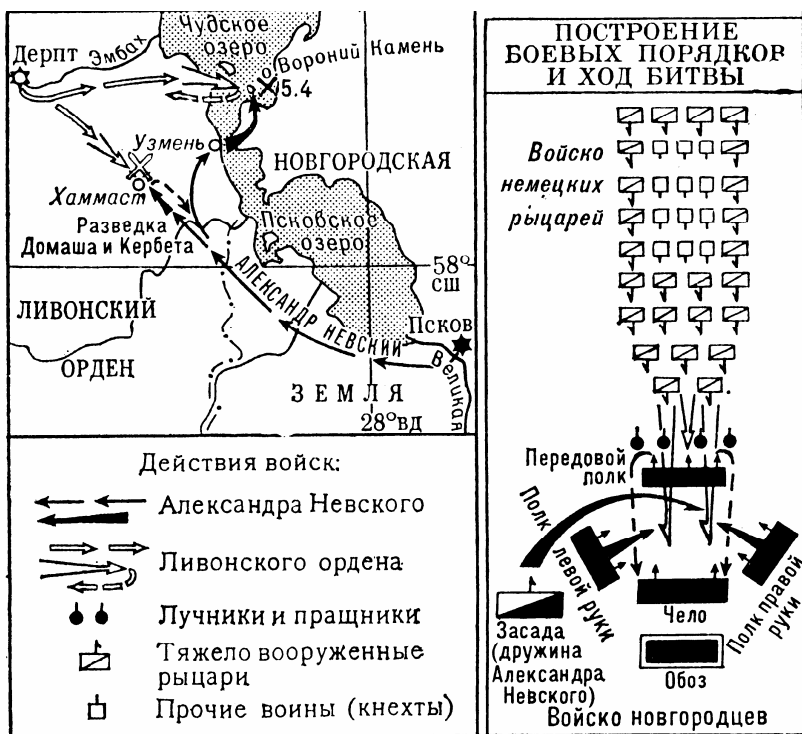 Чудское
озеро
Вороний Камень
Дерпт
Эмбах
5.4
Узмень
НОВГОРОДСКАЯ
Хаммаст
Разведка
Домаша и Кербета
Псковское
озеро
58°
СШ
АЛЕКСАНДР НЕВСКИЙ
ЛИВОНСКИЙ
ОРДЕН
Псков
Великая
ЗЕМЛЯ
28°ВД
Действия войск:
Александра Невского
Ливонского ордена
Лучники и пращники
Тяжело вооруженные
рыцари
Прочие воины (кнехты)
ПОСТРОЕНИЕ
БОЕВЫХ ПОРЯДКОВ
И ХОД БИТВЫ
Войско
немецких
рыцарей
Передовой
полк
Полк левой
руки
Полк правой
руки
Чело
Засада
(дружина
Александра
Невского)
Обоз
Войско новгородцев